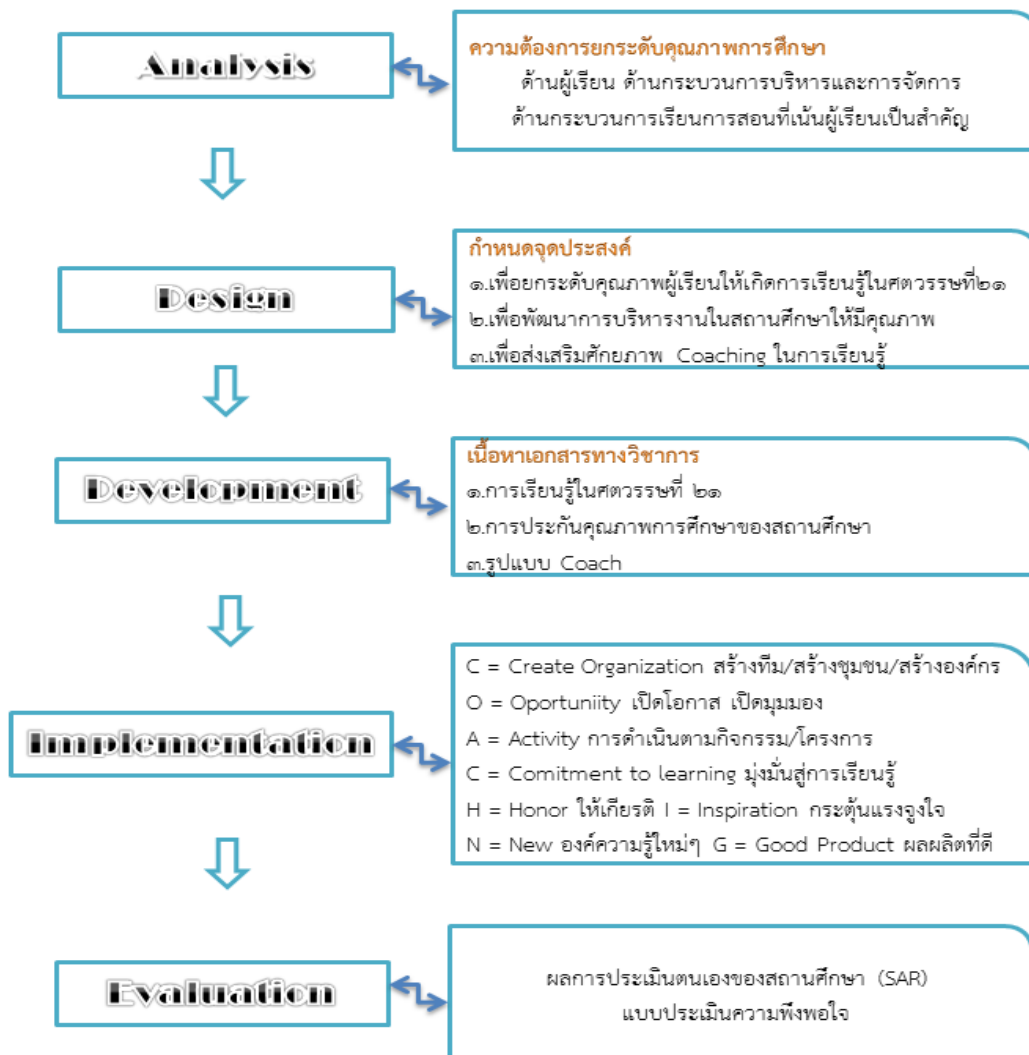 Analysis
ความต้องการยกระดับคุณภาพการศึกษา
ด้านผู้เรียน ด้านกระบวนการบริหารและการจัดการ
ด้านกระบวนการเรียนการสอนที่เน้นผู้เรียนเป็นสำคัญ
Design
กำหนดจุดประสงค์
๑.เพื่อยกระดับคุณภาพผู้เรียนให้เกิดการเรียนรู้ในศตวรรษที่๒๑
๒.เพื่อพัฒนาการบริหารงานในสถานศึกษาให้มีคุณภาพ
๓.เพื่อส่งเสริมศักยภาพ Coaching ในการเรียนรู้
Development
เนื้อหาเอกสารทางวิชาการ
๑.การเรียนรู้ในศตวรรษที่ ๒๑
๒.การประกันคุณภาพการศึกษาของสถานศึกษา
๓.รูปแบบ Coach
Implementation
C = Create Organization สร้างทีม/สร้างชุมชน/สร้างองค์กร
O = Oportuniity เปิดโอกาส เปิดมุมมอง
A = Activity การดำเนินตามกิจกรรม/โครงการ
C = Comitment to learning มุ่งมั่นสู่การเรียนรู้
H = Honor ให้เกียรติ I = Inspiration กระตุ้นแรงจูงใจ
N = New องค์ความรู้ใหม่ๆ G = Good Product ผลผลิตที่ดี
Evaluation
ผลการประเมินตนเองของสถานศึกษา (SAR)
แบบประเมินความพึงพอใจ